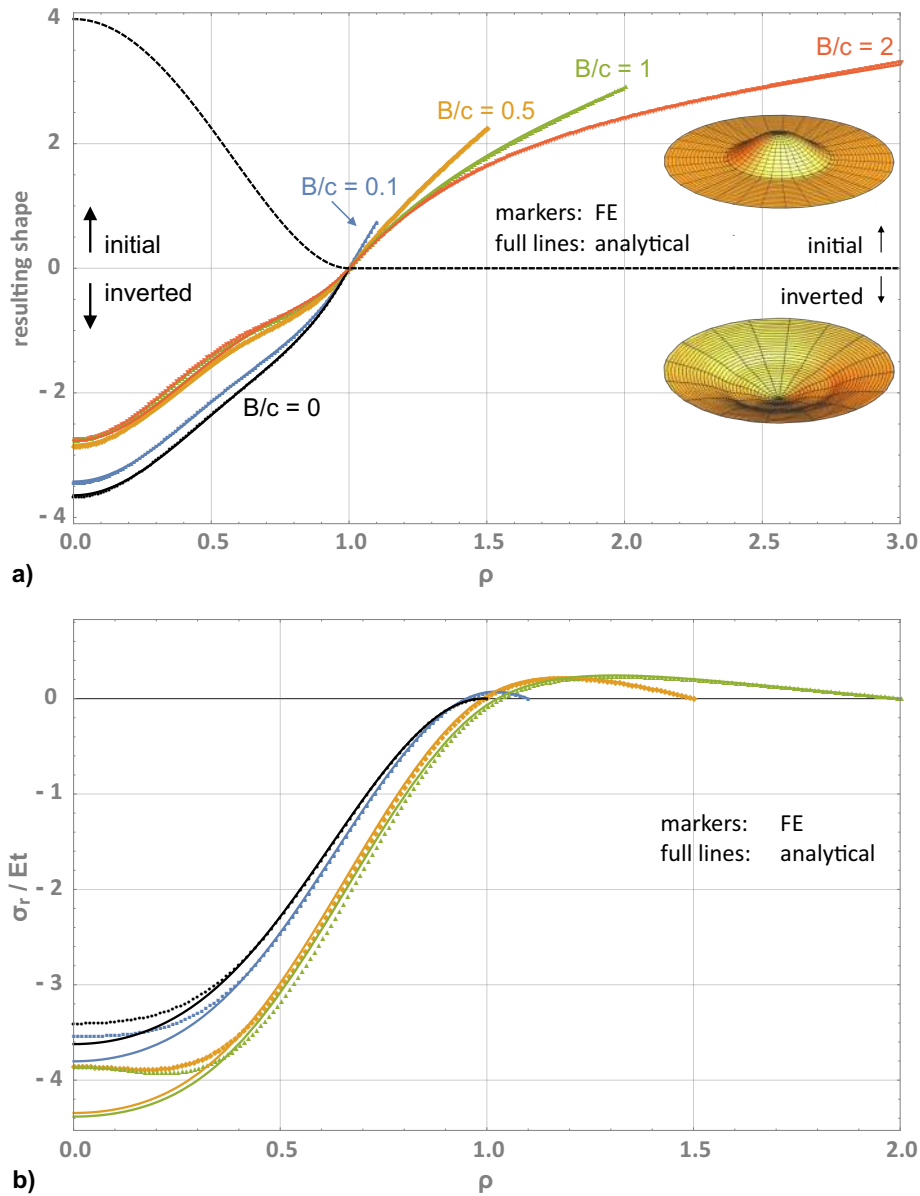 4
B/c = 2
B/c = 1
B/c = 0.5
2
B/c = 0.1
markers: FE
full lines: analytical
initial
initial
0
inverted
inverted
resulting shape
- 2
B/c = 0
- 4
0.0 0.5 1.0 1.5 2.0 2.5 3.0
a)
ρ
0
- 1
markers: FE
full lines: analytical
- 2
σr / Et
- 3
- 4
0.0 0.5 1.0 1.5 2.0
b)
ρ